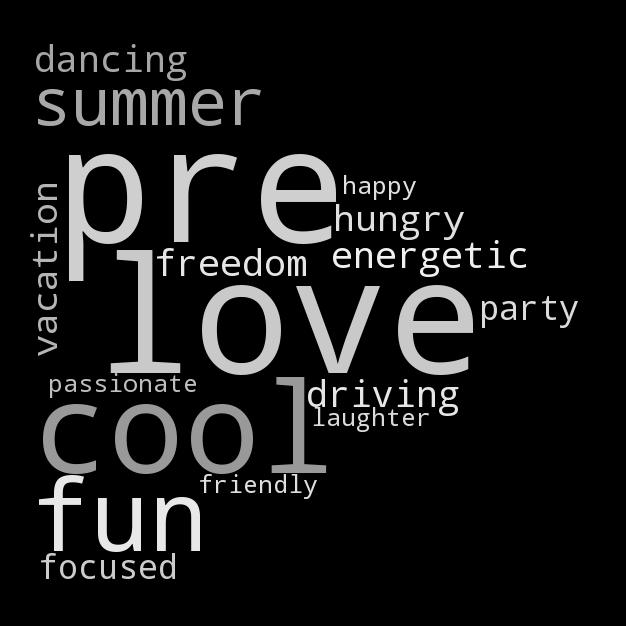 dancing
summer
pre
happy
vacation
hungry
freedom
energetic
love
party
passionate
driving
cool
laughter
friendly
fun
focused